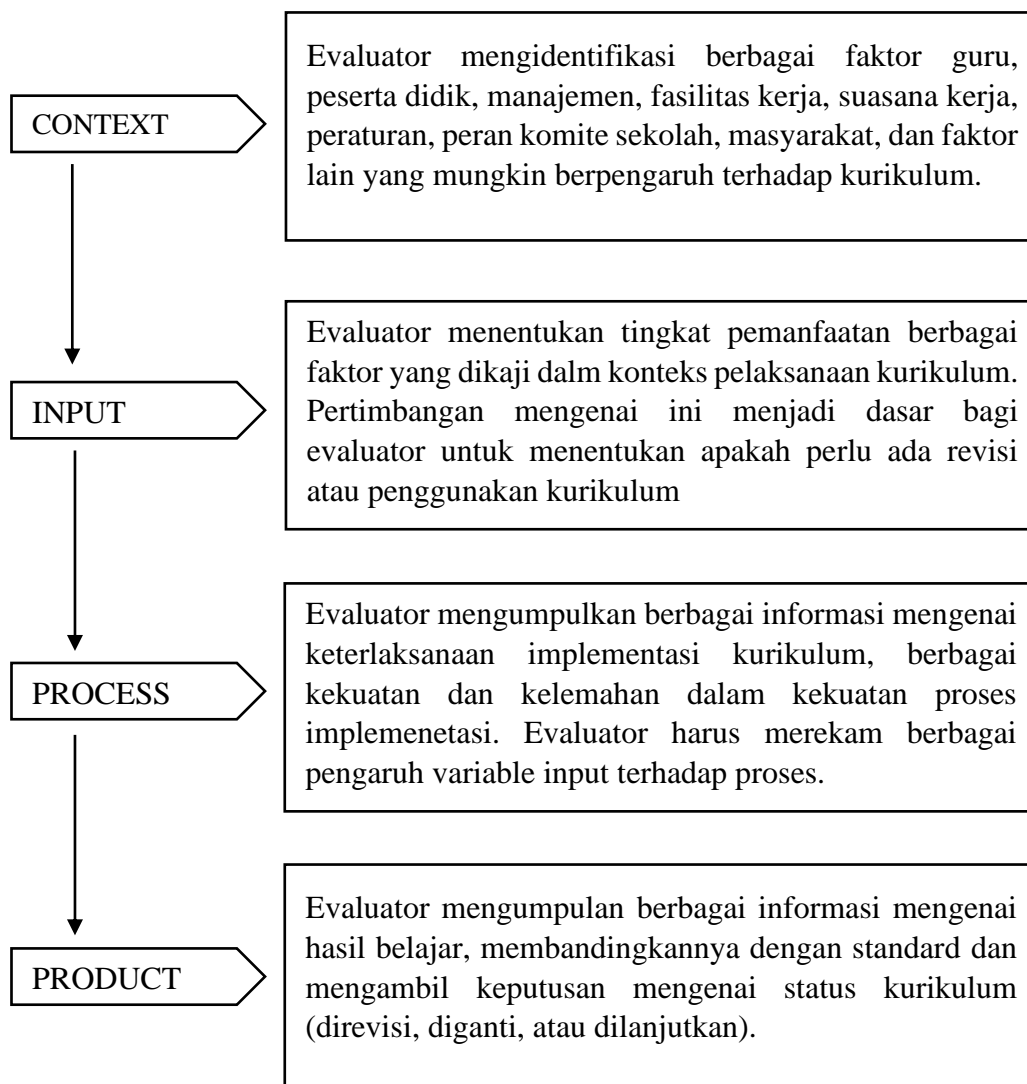 CONTEXT
Evaluator mengidentifikasi berbagai faktor guru,
peserta didik, manajemen, fasilitas kerja, suasana kerja,
peraturan, peran komite sekolah, masyarakat, dan faktor
lain yang mungkin berpengaruh terhadap kurikulum.
INPUT
Evaluator menentukan tingkat pemanfaatan berbagai
faktor yang dikaji dalm konteks pelaksanaan kurikulum.
Pertimbangan mengenai ini menjadi dasar bagi
evaluator untuk menentukan apakah perlu ada revisi
atau penggunakan kurikulum
PROCESS
Evaluator mengumpulkan berbagai informasi mengenai
keterlaksanaan implementasi kurikulum, berbagai
kekuatan dan kelemahan dalam kekuatan proses
implemenetasi. Evaluator harus merekam berbagai
pengaruh variable input terhadap proses.
PRODUCT
Evaluator mengumpulan berbagai informasi mengenai
hasil belajar, membandingkannya dengan standard dan
mengambil keputusan mengenai status kurikulum
(direvisi, diganti, atau dilanjutkan).